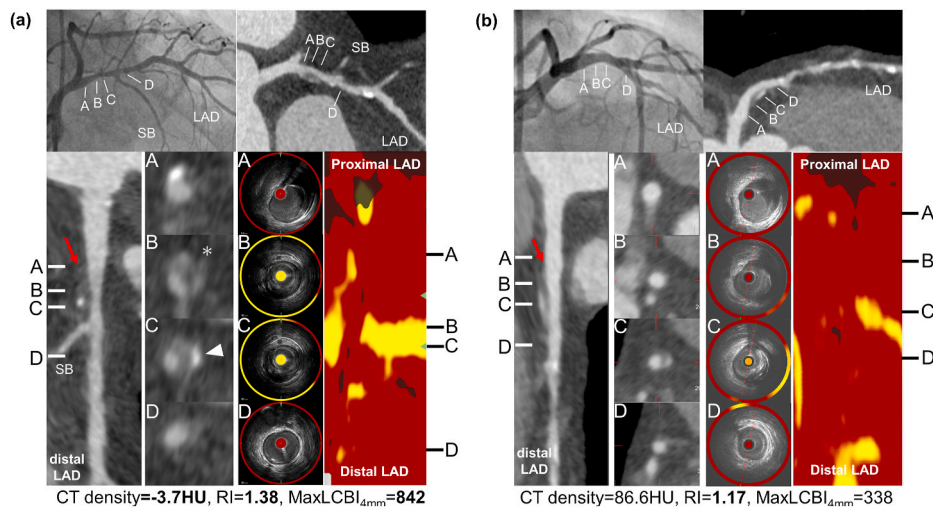 (a)
A B C D
SB
LAD
A B C
SB
D
LAD
A
B
C
D
SB
distal
LAD
A
B
*
C
D
A
B
C
D
Proximal LAD
Distal LAD
A
B
C
D
CT density=-3.7HU, RI=1.38, MaxLCBI4mm=842
(b)
A B C D
LAD
A
B
C
D
LAD
A
B
C
D
distal
LAD
A
B
C
D
A
B
C
D
Proximal LAD
Distal LAD
A
B
C
D
CT density=86.6HU, RI=1.17, MaxLCBI4mm=338